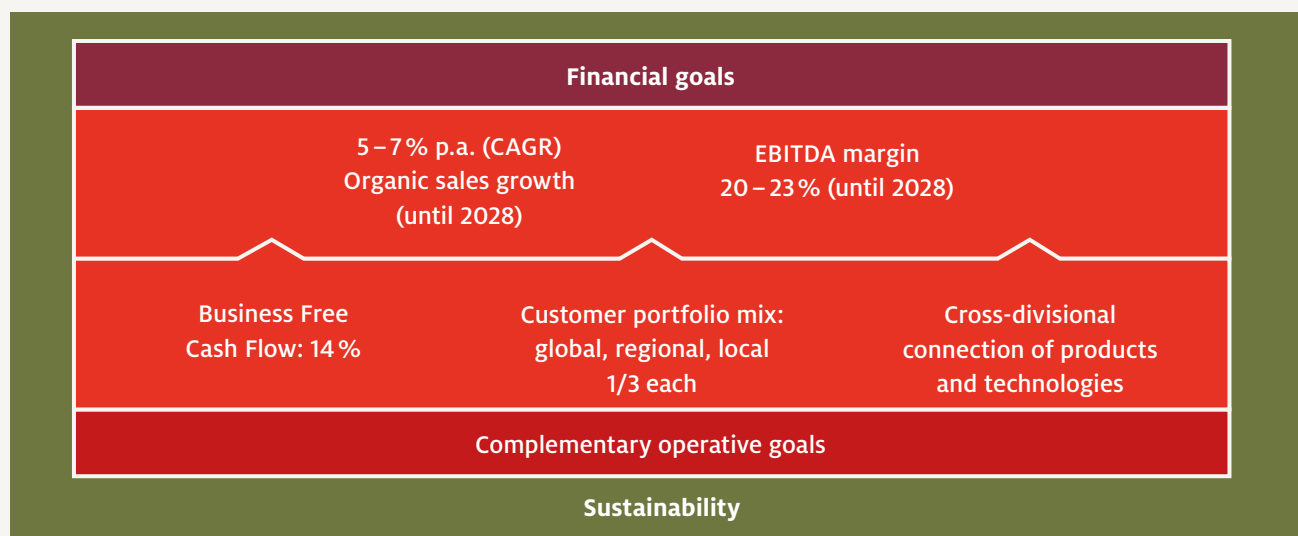 Financial goals
5 – 7 % p.a. (CAGR)
Organic sales growth
(until 2028)
EBITDA margin
20 – 23 % (until 2028)
Business Free
Cash Flow: 14 %
Customer portfolio mix:
global, regional, local
1/3 each
Cross-divisional
connection of products
and technologies
Complementary operative goals
Sustainability